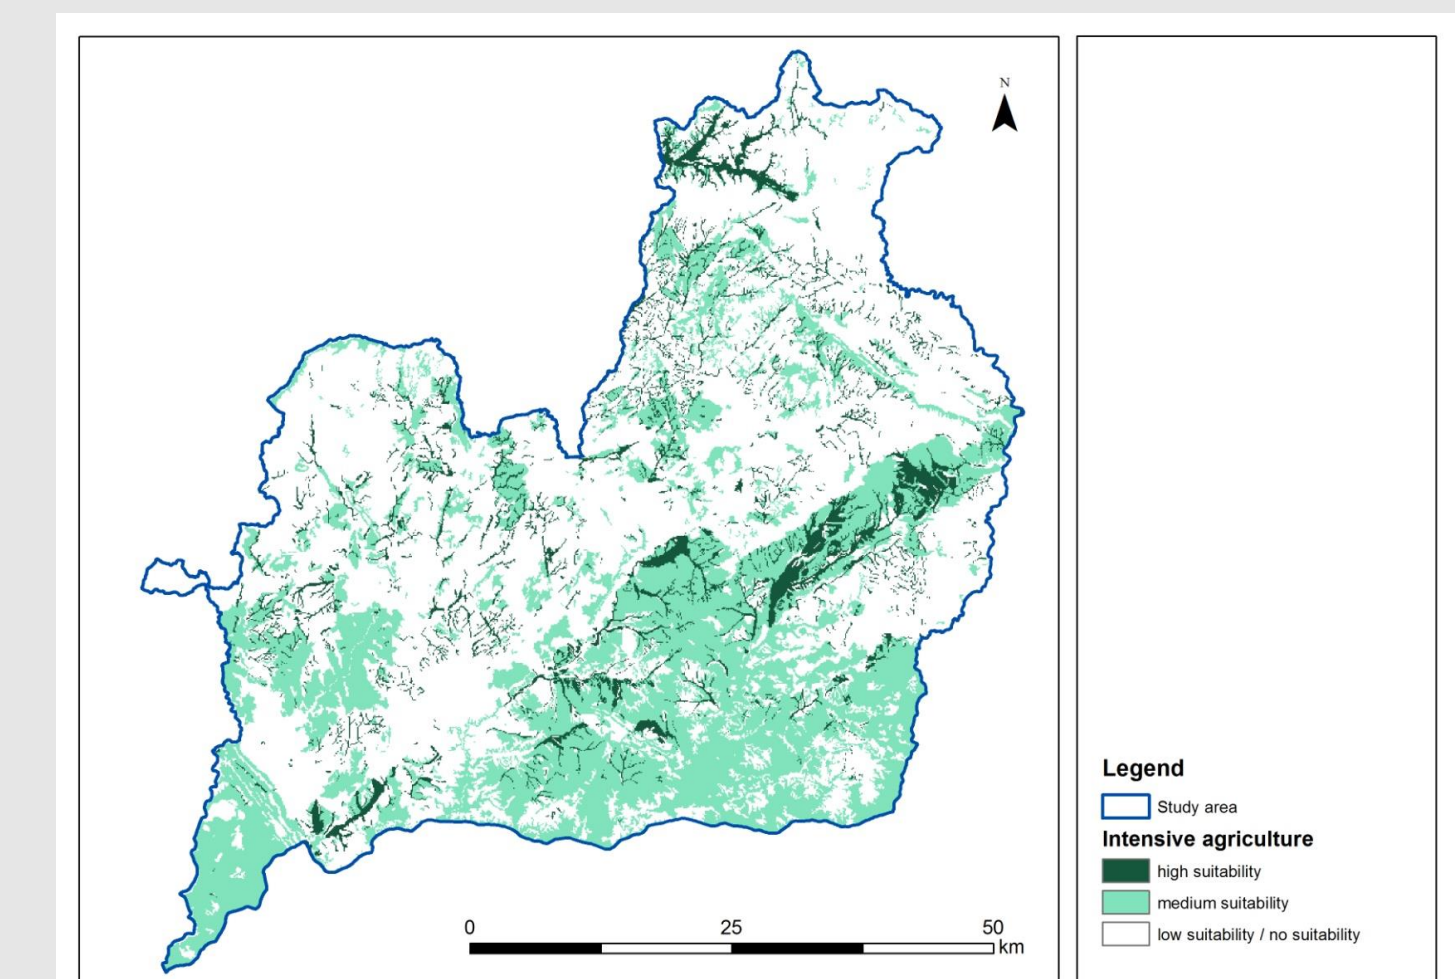 N
0 25 50
km
Legend
Study area
Intensive agriculture
high suitability
medium suitability
low suitability / no suitability